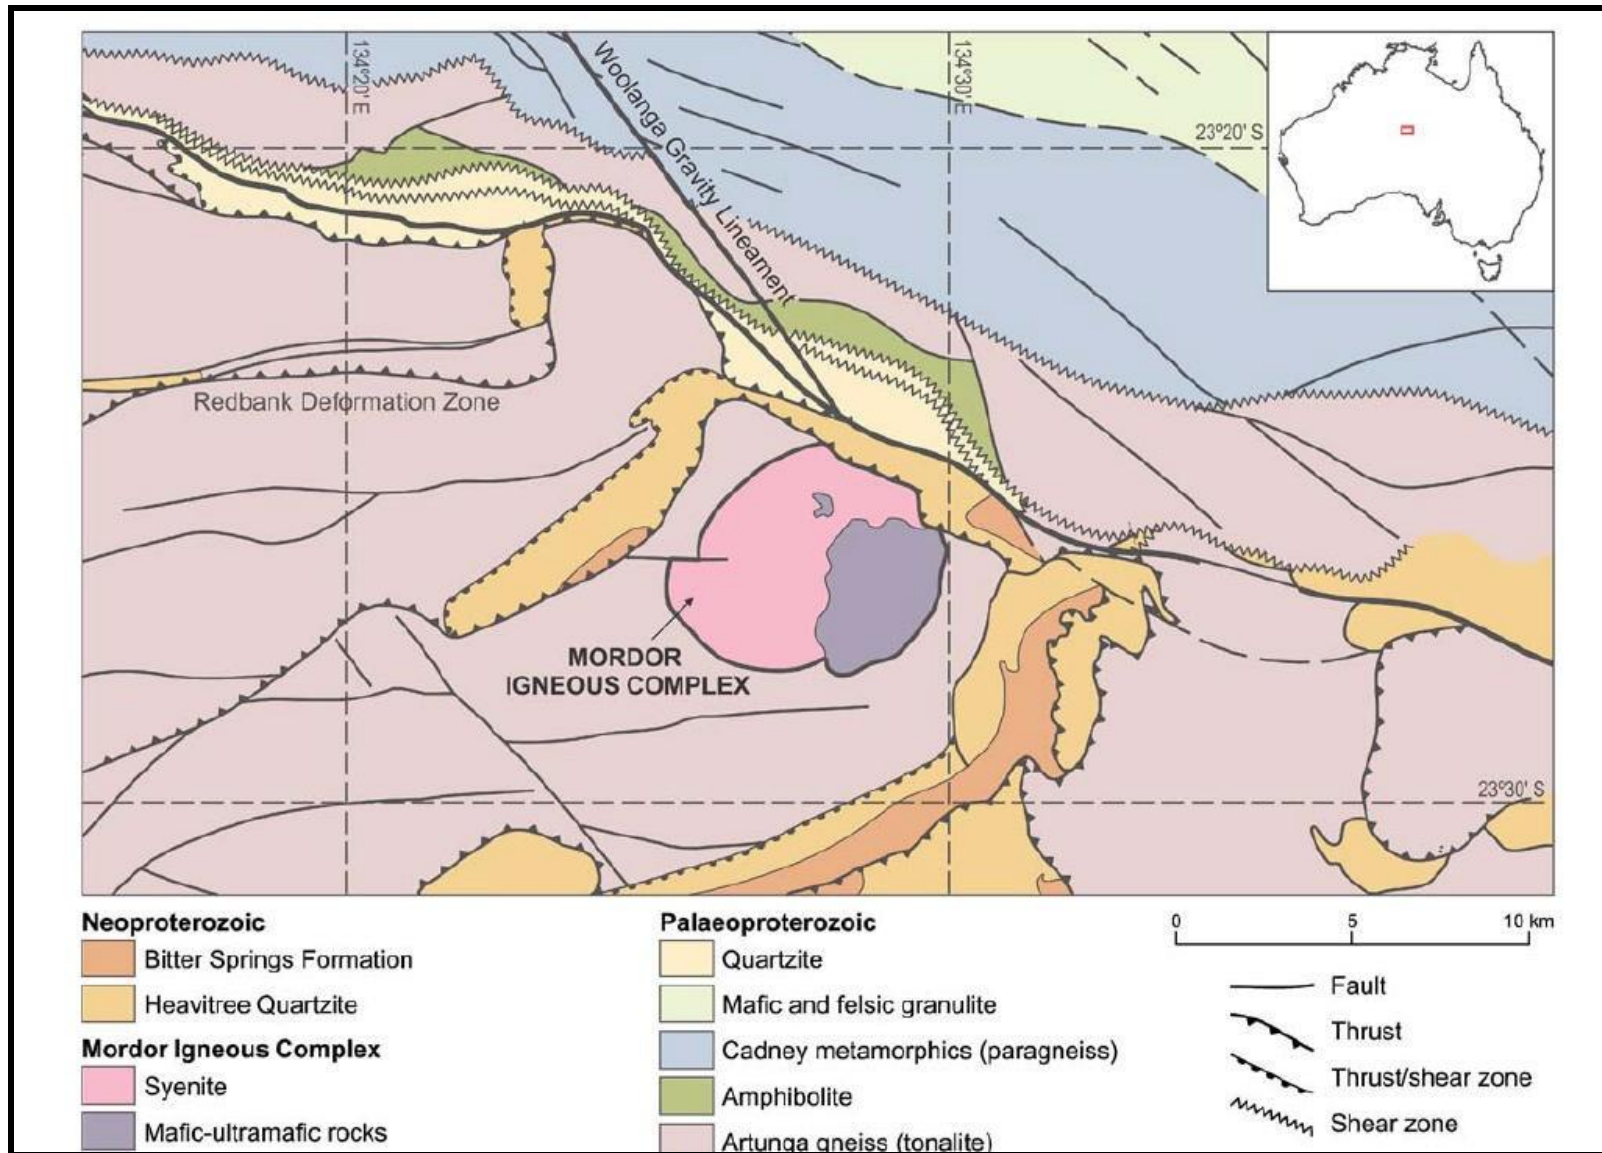 134°20' E
134°30' E
Woolanga Gravity Lineament
23°20' S
Redbank Deformation Zone
MORDOR
IGNEOUS COMPLEX
23°30' S
Neoproterozoic
Bitter Springs Formation
Heavitree Quartzite
Mordor Igneous Complex
Syenite
Mafic-ultramafic rocks
Palaeoproterozoic
Quartzite
Mafic and felsic granulite
Cadney metamorphics (paragneiss)
Amphibolite
Artunga gneiss (tonalite)
0 5 10 km
Fault
Thrust
Thrust/shear zone
Shear zone